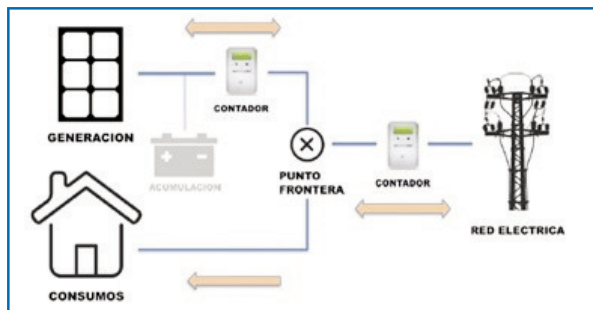 CONTADOR
GENERACION
ACUMULACION
PUNTO
FRONTERA
CONTADOR
RED ELECTRICA
CONSUMOS